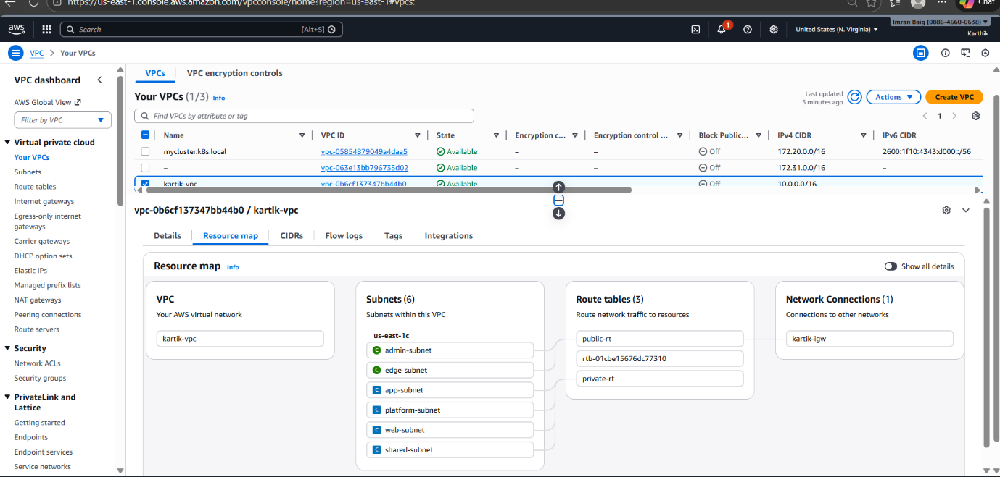 https://us-east-1.console.aws.amazon.com/vpcconsole/home?region=us-east-1#vpcs:
Chat
aws
Search [Alt+S]
1
United States (N. Virginia)
Imran Baig (0886-4660-0638)
Karthik
VPC > Your VPCs
VPC dashboard
AWS Global View
Filter by VPC
Virtual private cloud
Your VPCs
Subnets
Route tables
Internet gateways
Egress-only internet
gateways
Carrier gateways
DHCP option sets
Elastic IPs
Managed prefix lists
NAT gateways
Peering connections
Route servers
Security
Network ACLs
Security groups
PrivateLink and
Lattice
Getting started
Endpoints
Endpoint services
Service networks
VPCs VPC encryption controls
Your VPCs (1/3) Info
Last updated
5 minutes ago
Actions
Create VPC
Find VPCs by attribute or tag
1
Name VPC ID State Encryption c... Encryption control ... Block Public... IPv4 CIDR IPv6 CIDR
mycluster.k8s.local vpc-05854879049a4daa5 Available – – Off 172.20.0.0/16 2600:1f10:4343:d000::/56
– vpc-063e13bb796735d02 Available – – Off 172.31.0.0/16 –
kartik-vpc vpc-0b6cf137347bb44b0 Available – – Off 10.0.0.0/16 –
vpc-0b6cf137347bb44b0 / kartik-vpc
Details Resource map CIDRs Flow logs Tags Integrations
Resource map Info
Show all details
VPC
Your AWS virtual network
kartik-vpc
Subnets (6)
Subnets within this VPC
us-east-1c
C admin-subnet
C edge-subnet
C app-subnet
C platform-subnet
C web-subnet
C shared-subnet
Route tables (3)
Route network traffic to resources
public-rt
rtb-01cbe15676dc77310
private-rt
Network Connections (1)
Connections to other networks
kartik-igw